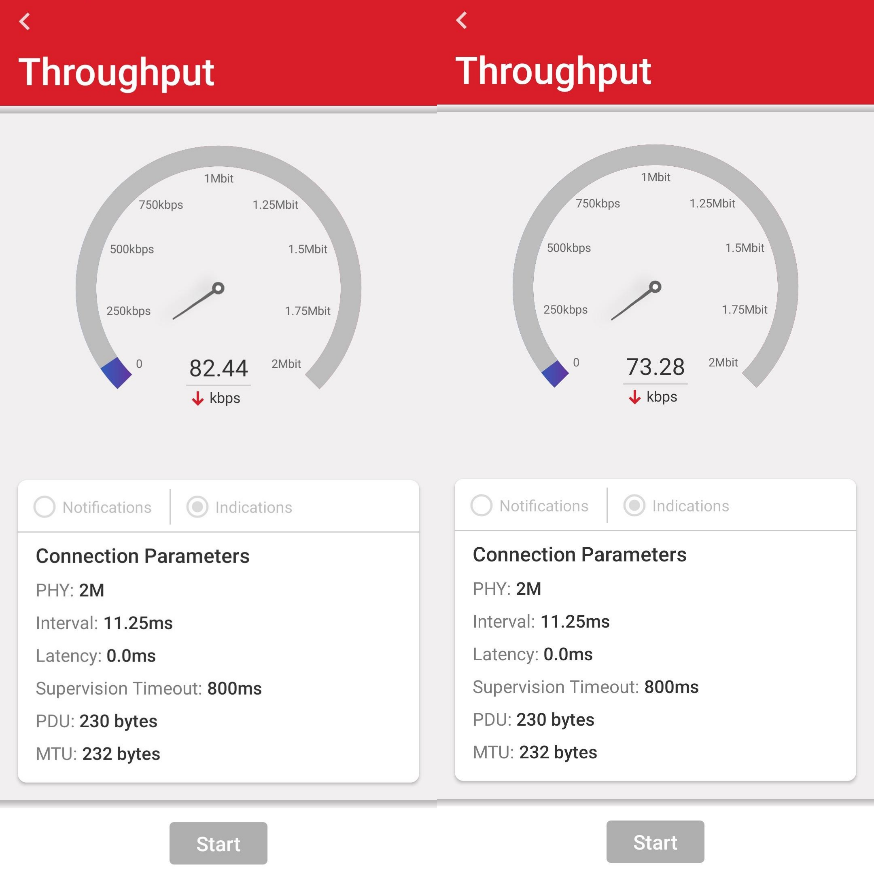 Throughput
1Mbit
750kbps
1.25Mbit
500kbps
1.5Mbit
250kbps
1.75Mbit
0
82.44
2Mbit
kbps
Notifications
Indications
Connection Parameters
PHY: 2M
Interval: 11.25ms
Latency: 0.0ms
Supervision Timeout: 800ms
PDU: 230 bytes
MTU: 232 bytes
Start
Throughput
1Mbit
750kbps
1.25Mbit
500kbps
1.5Mbit
250kbps
1.75Mbit
0
73.28
2Mbit
kbps
Notifications
Indications
Connection Parameters
PHY: 2M
Interval: 11.25ms
Latency: 0.0ms
Supervision Timeout: 800ms
PDU: 230 bytes
MTU: 232 bytes
Start